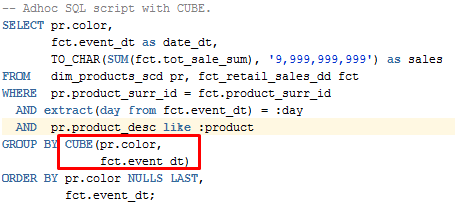 -- Adhoc SQL script with CUBE.
SELECT pr.color,
fct.event_dt as date_dt,
TO_CHAR(SUM(fct.tot_sale_sum), '9,999,999,999') as sales
FROM dim_products_scd pr, fct_retail_sales_dd fct
WHERE pr.product_surr_id = fct.product_surr_id
AND extract(day from fct.event_dt) = :day
AND pr.product_desc like :product
GROUP BY CUBE(pr.color,
fct.event_dt)
ORDER BY pr.color NULLS LAST,
fct.event_dt;